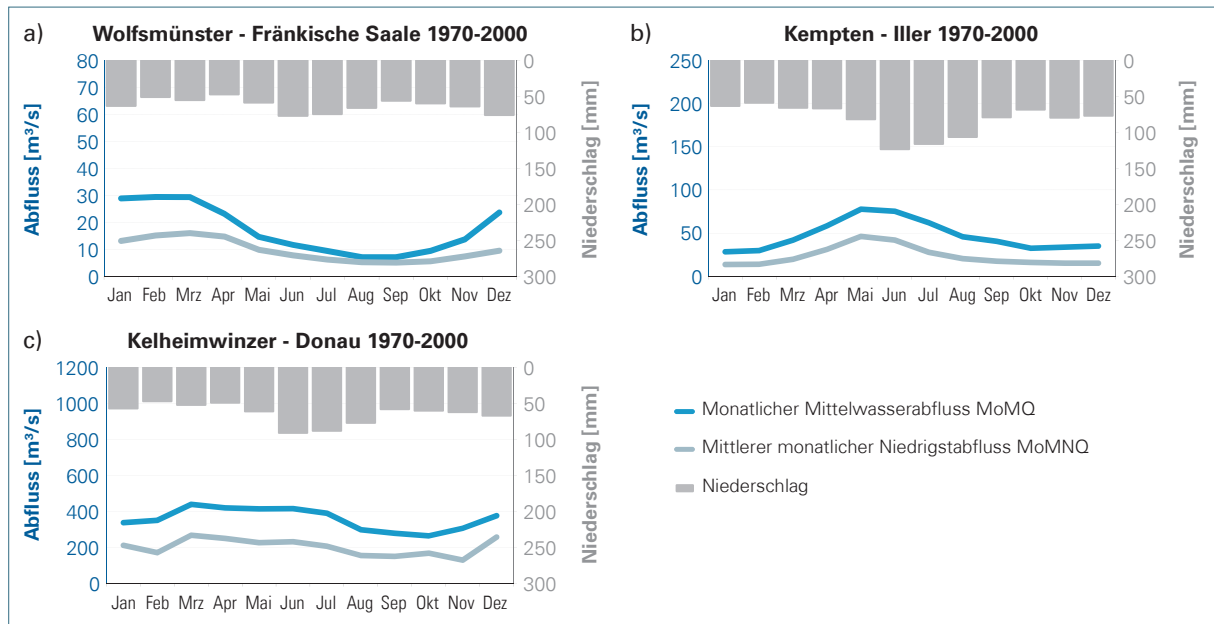 a) Wolfsmünster - Fränkische Saale 1970-2000
Abfluss [m³/s]
80
70
60
50
40
30
20
10
0
Niederschlag [mm]
0
50
100
150
200
250
300
Jan Feb Mrz Apr Mai Jun Jul Aug Sep Okt Nov Dez
b) Kempten - Iller 1970-2000
Abfluss [m³/s]
250
200
150
100
50
0
Niederschlag [mm]
0
50
100
150
200
250
300
Jan Feb Mrz Apr Mai Jun Jul Aug Sep Okt Nov Dez
c) Kelheimwinzer - Donau 1970-2000
Abfluss [m³/s]
1200
1000
800
600
400
200
0
Niederschlag [mm]
0
50
100
150
200
250
300
Jan Feb Mrz Apr Mai Jun Jul Aug Sep Okt Nov Dez
Monatlicher Mittelwasserabfluss MoMQ
Mittlerer monatlicher Niedrigstabfluss MoMNQ
Niederschlag